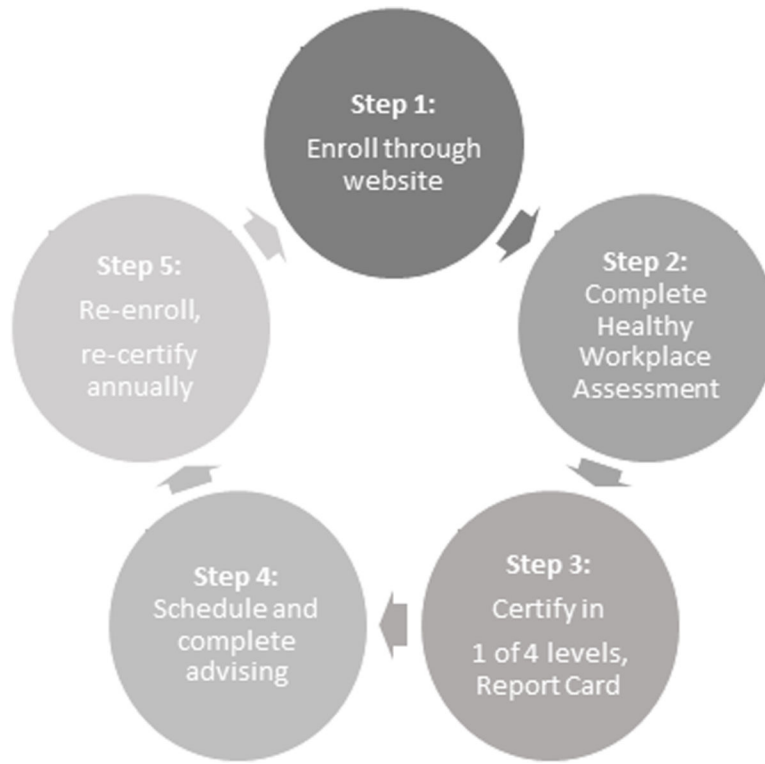 Step 1:
Enroll through
website
Step 2:
Complete
Healthy
Workplace
Assessment
Step 3:
Certify in
1 of 4 levels,
Report Card
Step 4:
Schedule and
complete
advising
Step 5:
Re-enroll,
re-certify
annually